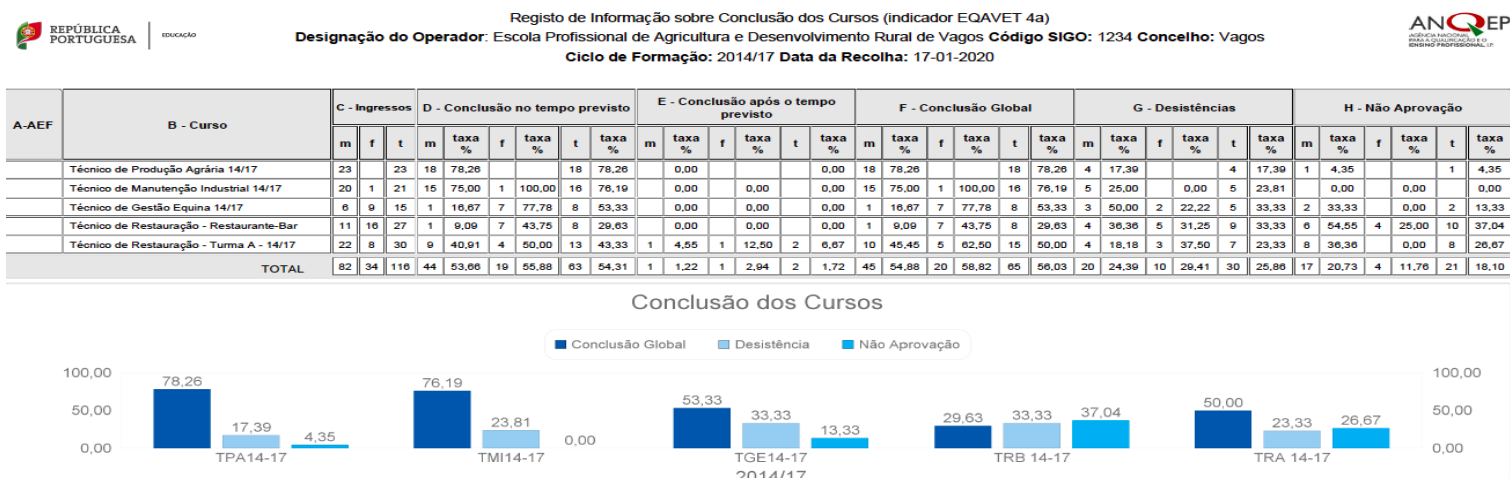 REPÚBLICA
PORTUGUESA
EDUCAÇÃO
Registo de Informação sobre Conclusão dos Cursos (indicador EQAVET 4a)
Designação do Operador: Escola Profissional de Agricultura e Desenvolvimento Rural de Vagos Código SIGO: 1234 Concelho: Vagos
Ciclo de Formação: 2014/17 Data da Recolha: 17-01-2020
ANQEP
AGÊNCIA NACIONAL
PARA A QUALIFICAÇÃO E O
ENSINO PROFISSIONAL, I.P.
A-AEF B - Curso C - Ingressos D - Conclusão no tempo previsto E - Conclusão após o tempo previsto F - Conclusão Global G - Desistências H - Não Aprovação
m f t m taxa % f taxa % t taxa % m taxa % f taxa % t taxa % m taxa % f taxa % t taxa % m taxa % f taxa % t taxa % m taxa % f taxa % t taxa %
Técnico de Produção Agrária 14/17 23 23 18 78,26 18 78,26 0,00 0,00 18 78,26 18 78,26 4 17,39 4 17,39 1 4,35 1 4,35
Técnico de Manutenção Industrial 14/17 20 1 21 15 75,00 1 100,00 16 76,19 0,00 0,00 0,00 15 75,00 1 100,00 16 76,19 5 25,00 0,00 5 23,81 0,00 0,00 0,00
Técnico de Gestão Equina 14/17 6 9 15 1 16,67 7 77,78 8 53,33 0,00 0,00 0,00 1 16,67 7 77,78 8 53,33 3 50,00 2 22,22 5 33,33 2 33,33 0,00 2 13,33
Técnico de Restauração - Restaurante-Bar 11 16 27 1 9,09 7 43,75 8 29,63 0,00 0,00 0,00 1 9,09 7 43,75 8 29,63 4 36,36 5 31,25 9 33,33 6 54,55 4 25,00 10 37,04
Técnico de Restauração - Turma A - 14/17 22 8 30 9 40,91 4 50,00 13 43,33 1 4,55 1 12,50 2 6,67 10 45,45 5 62,50 15 50,00 4 18,18 3 37,50 7 23,33 8 36,36 0,00 8 26,67
TOTAL 82 34 116 44 53,66 19 55,88 63 54,31 1 1,22 1 2,94 2 1,72 45 54,88 20 58,82 65 56,03 20 24,39 10 29,41 30 25,86 17 20,73 4 11,76 21 18,10
Conclusão dos Cursos
Conclusão Global Desistência Não Aprovação
100,00 100,00
50,00 50,00
0,00 0,00
78,26 17,39 4,35
76,19 23,81 0,00
53,33 33,33 13,33
29,63 33,33 37,04
50,00 23,33 26,67
TPA14-17 TMI14-17 TGE14-17 TRB 14-17 TRA 14-17
2014/17